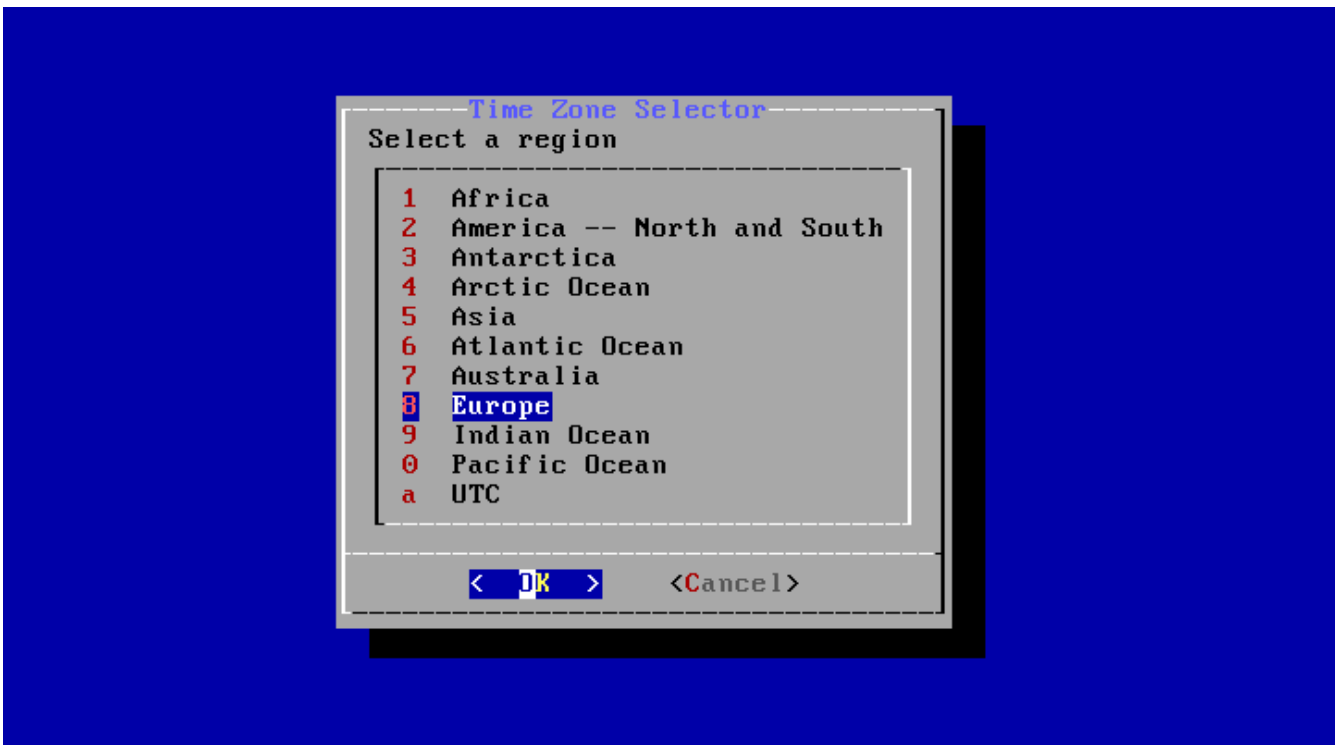 Time Zone Selector
Select a region
1 Africa
2 America -- North and South
3 Antarctica
4 Arctic Ocean
5 Asia
6 Atlantic Ocean
7 Australia
8 Europe
9 Indian Ocean
0 Pacific Ocean
a UTC
< OK > <Cancel>